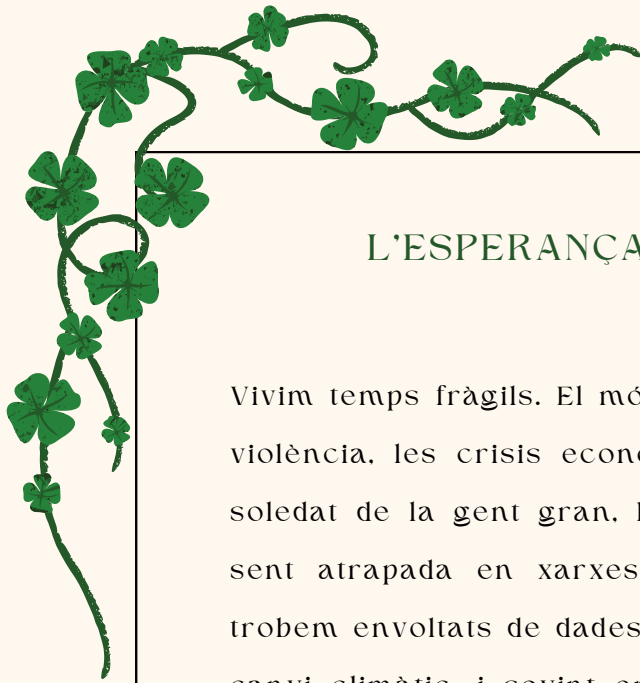 L'ESPERANÇA
Vivim temps fràgils. El
violència, les crisis
soledat de la gent gran,
sent atrapada en xarxes
trobem envoltats de dades